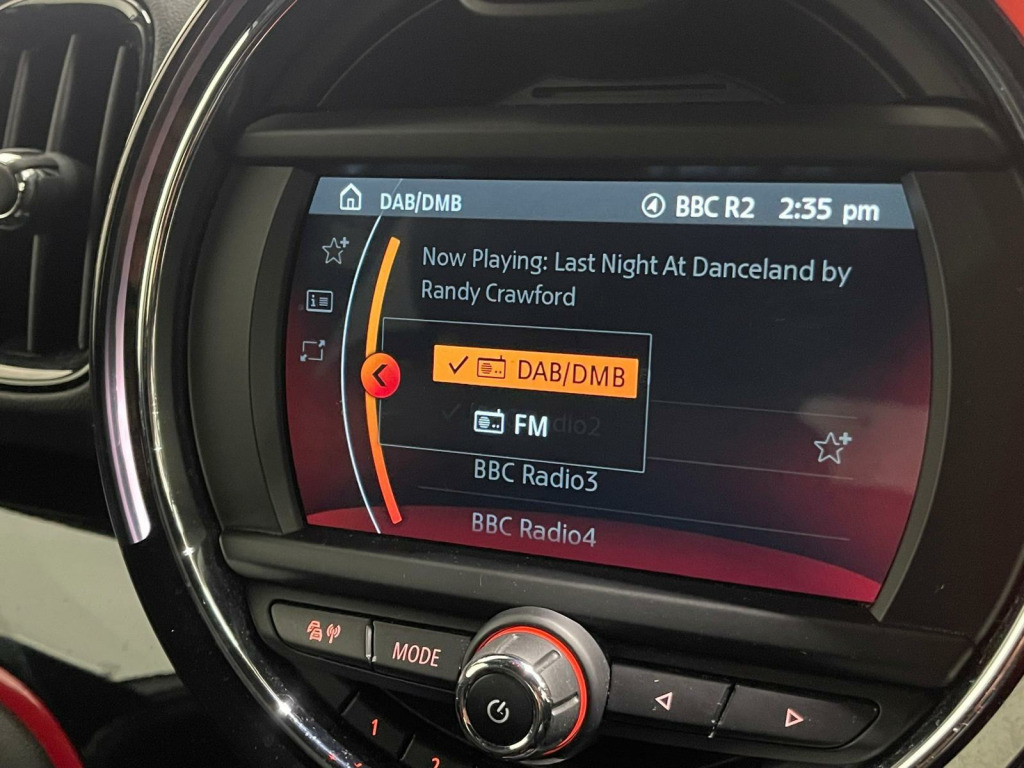 DAB/DMB
BBC R2 2:35 pm
Now Playing: Last Night At Danceland by
Randy Crawford
DAB/DMB
FM
BBC Radio3
BBC Radio4
MODE
1
2